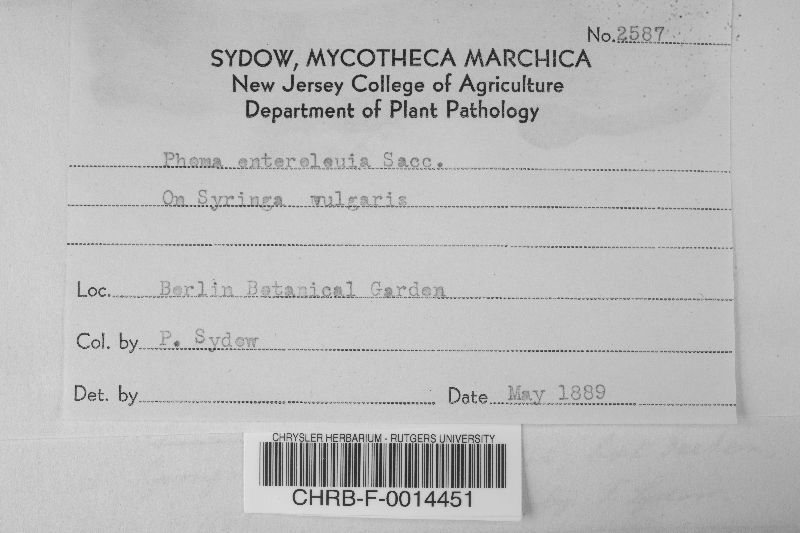 No. 2587
SYDOW, MYCOTHECA MARCHICA
New Jersey College of Agriculture
Department of Plant Pathology
Phoma enteroleuia Sacc.
On Syringa vulgaris
Loc. Berlin Botanical Garden
Col. by P. Sydow
Det. by
Date May 1889
CHRYSLER HERBARIUM - RUTGERS UNIVERSITY
CHRB-F-0014451